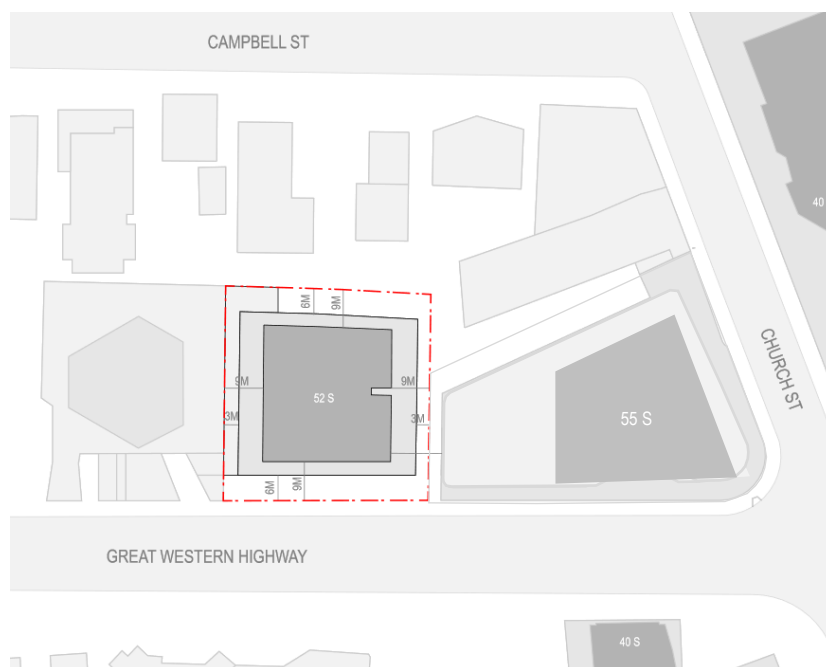 CAMPBELL ST
40
6M
9M
CHURCH ST
9M
9M
52 S
3M
3M
55 S
6M
9M
GREAT WESTERN HIGHWAY
40 S